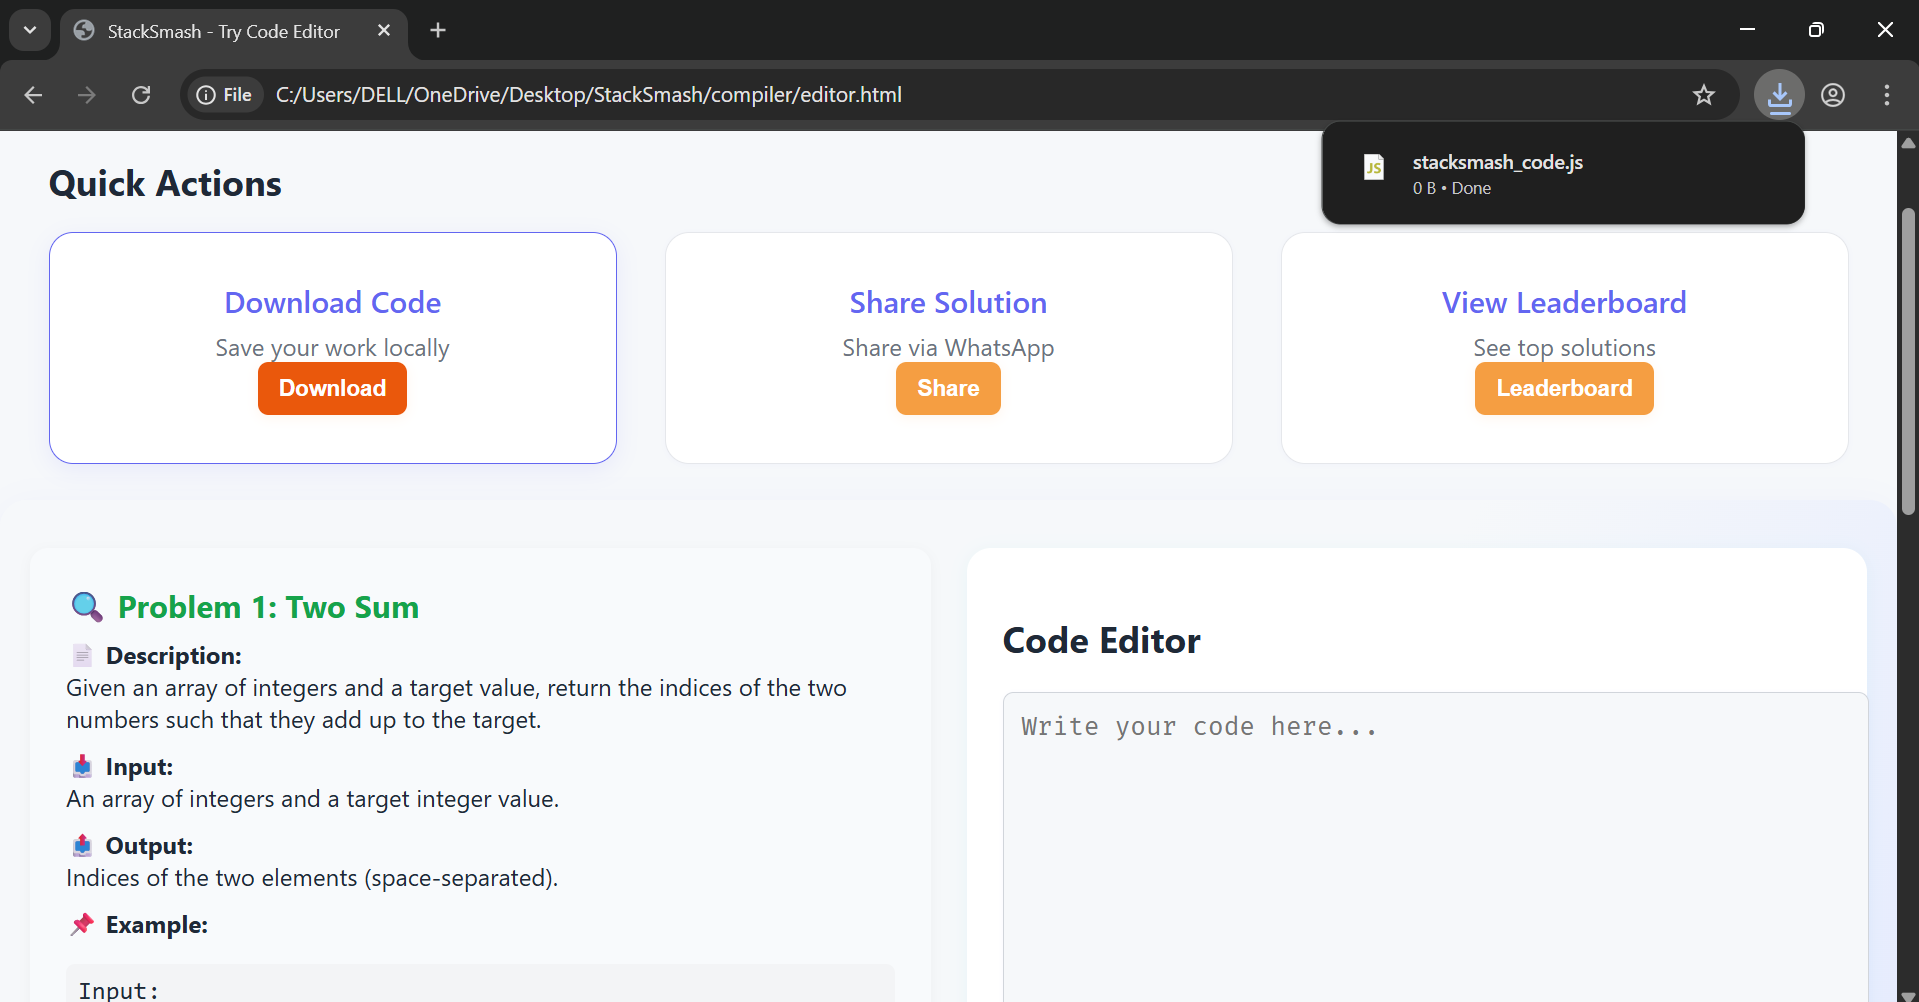 StackSmash - Try Code Editor
File
C:/Users/DELL/OneDrive/Desktop/StackSmash/compiler/editor.html
JS
stacksmash_code.js
0 B • Done
Quick Actions
Download Code
Save your work locally
Download
Share Solution
Share via WhatsApp
Share
View Leaderboard
See top solutions
Leaderboard
Problem 1: Two Sum
Description:
Given an array of integers and a target value, return the indices of the two
numbers such that they add up to the target.
Input:
An array of integers and a target integer value.
Output:
Indices of the two elements (space-separated).
Example:
Input:
Code Editor
Write your code here...